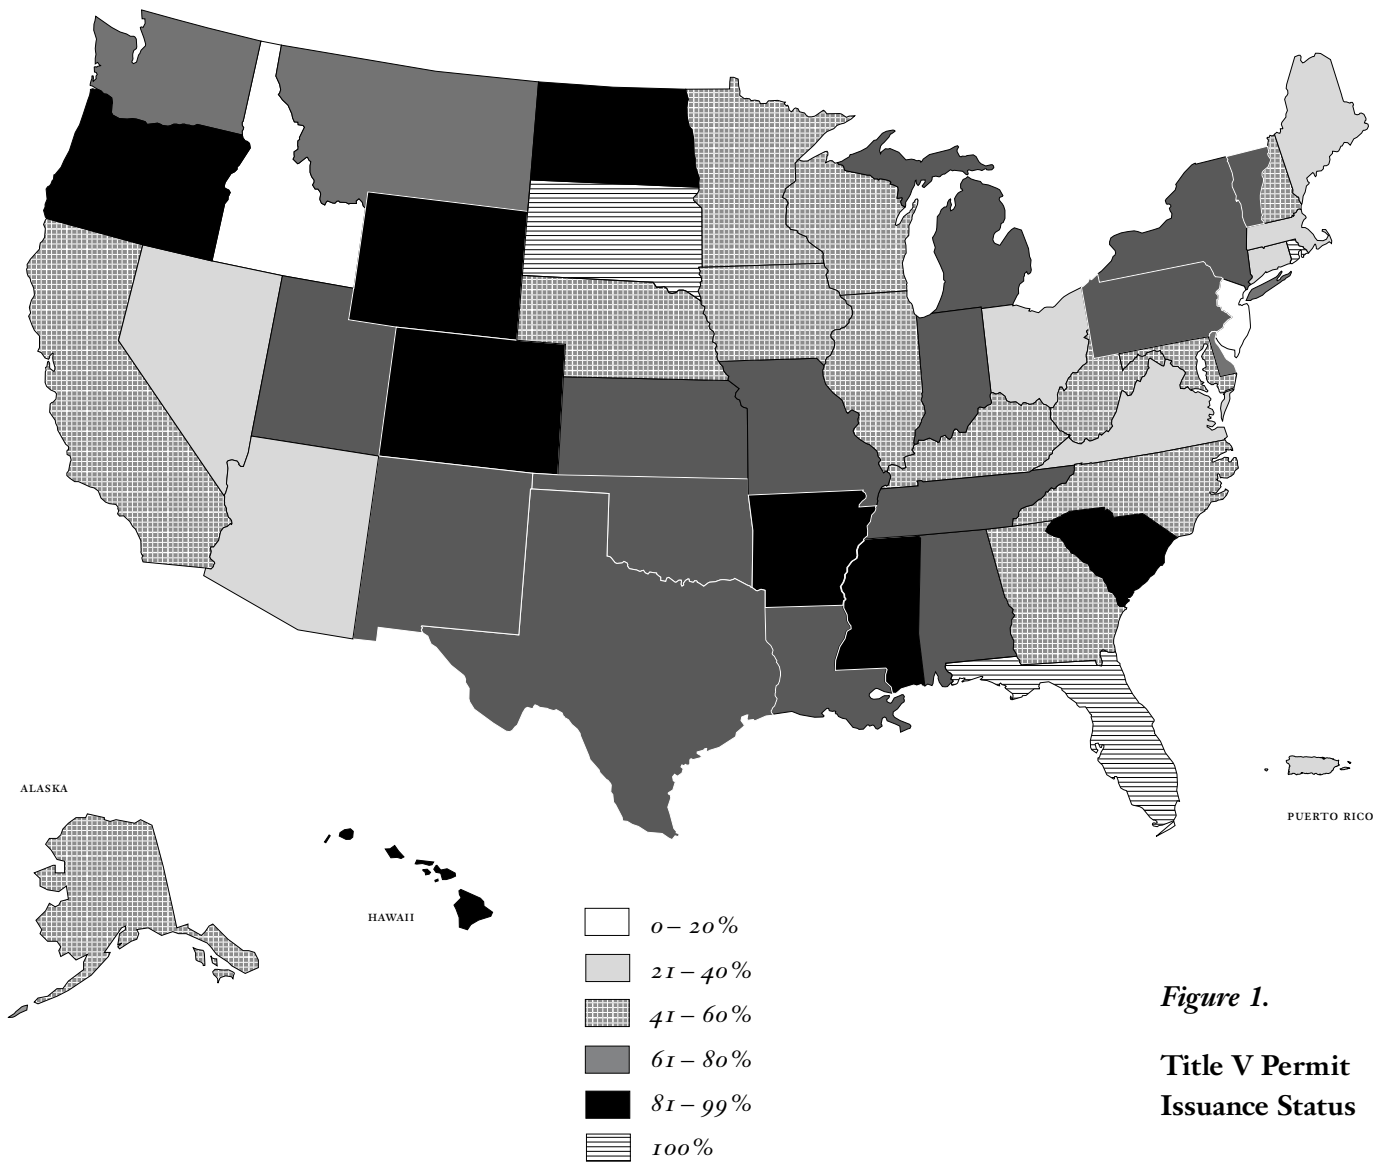 ALASKA
PUERTO RICO
HAWAII
0–20%
21–40%
41–60%
61–80%
81–99%
100%
Figure 1.
Title V Permit
Issuance Status